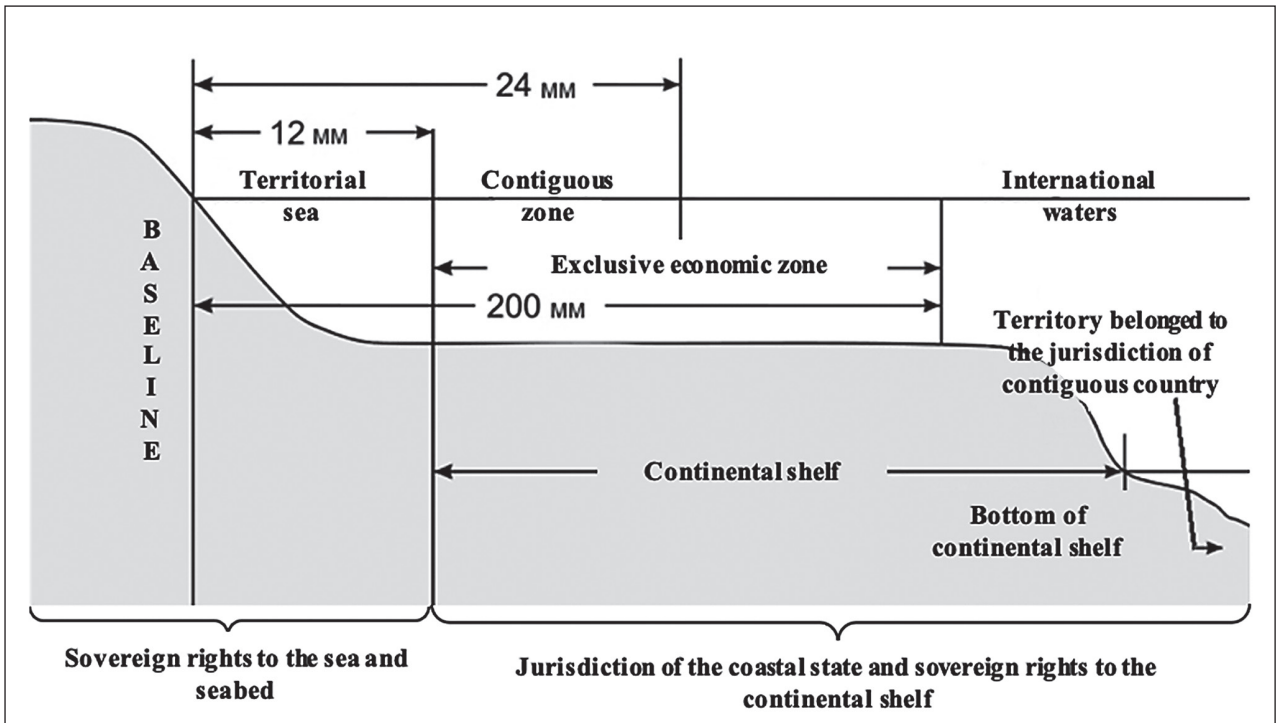 24 мм
12 мм
Territorial
sea
Contiguous
zone
International
waters
BASELINE
Exclusive economic zone
200 мм
Territory belonged to
the jurisdiction of
contiguous country
Continental shelf
Bottom of
continental shelf
Sovereign rights to the sea and
seabed
Jurisdiction of the coastal state and sovereign rights to the
continental shelf